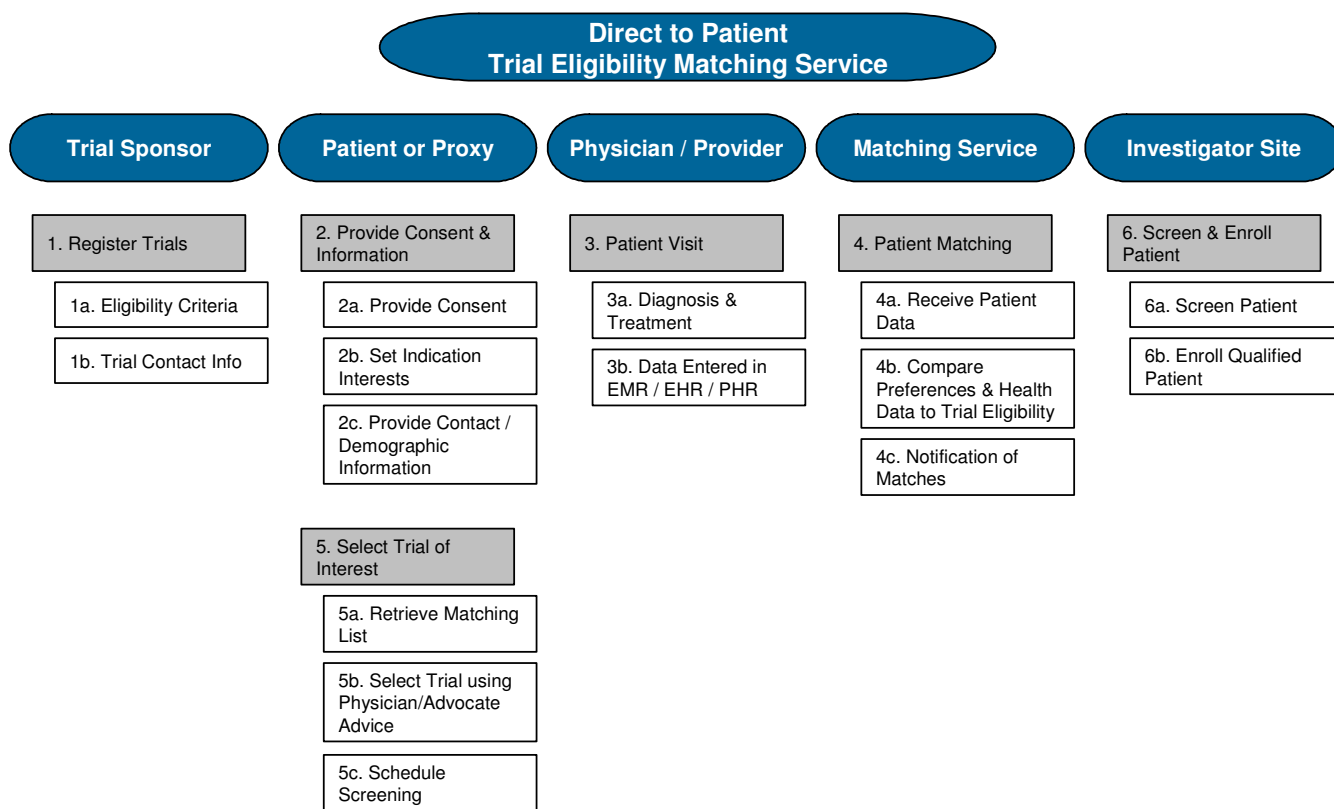 Direct to Patient
Trial Eligibility Matching Service
Trial Sponsor
Patient or Proxy
Physician / Provider
Matching Service
Investigator Site
1. Register Trials
1a. Eligibility Criteria
1b. Trial Contact Info
2. Provide Consent &
Information
2a. Provide Consent
2b. Set Indication
Interests
2c. Provide Contact /
Demographic
Information
5. Select Trial of
Interest
5a. Retrieve Matching
List
5b. Select Trial using
Physician/Advocate
Advice
5c. Schedule
Screening
3. Patient Visit
3a. Diagnosis &
Treatment
3b. Data Entered in
EMR / EHR / PHR
4. Patient Matching
4a. Receive Patient
Data
4b. Compare
Preferences & Health
Data to Trial Eligibility
4c. Notification of
Matches
6. Screen & Enroll
Patient
6a. Screen Patient
6b. Enroll Qualified
Patient